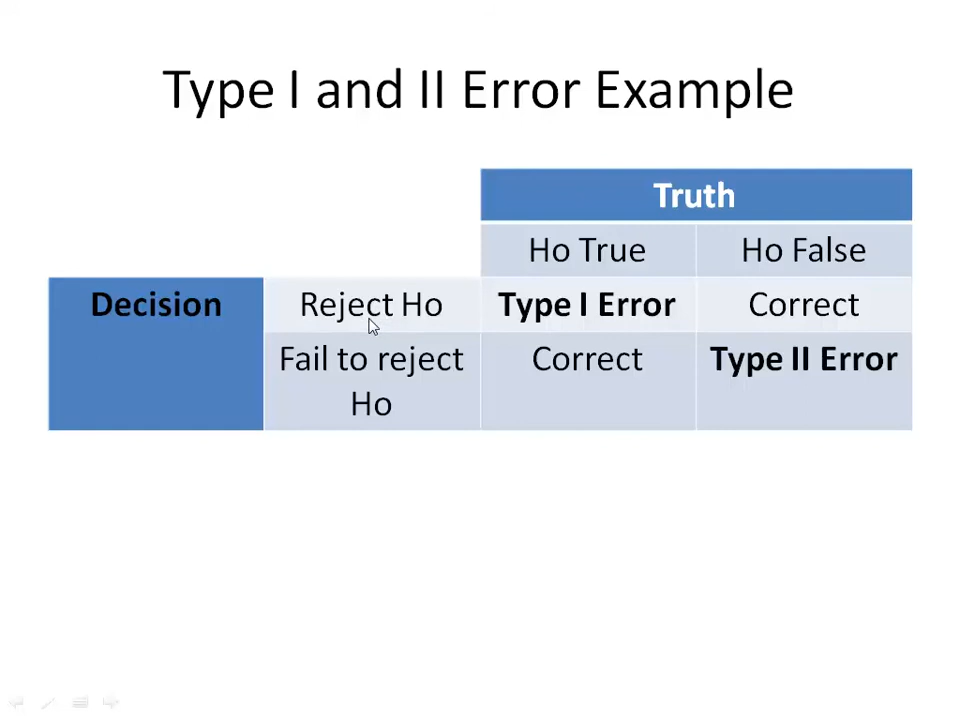 Type I and II Error Example
Truth
Ho True Ho False
Decision Reject Ho Type I Error Correct
Fail to reject Correct Type II Error
Ho